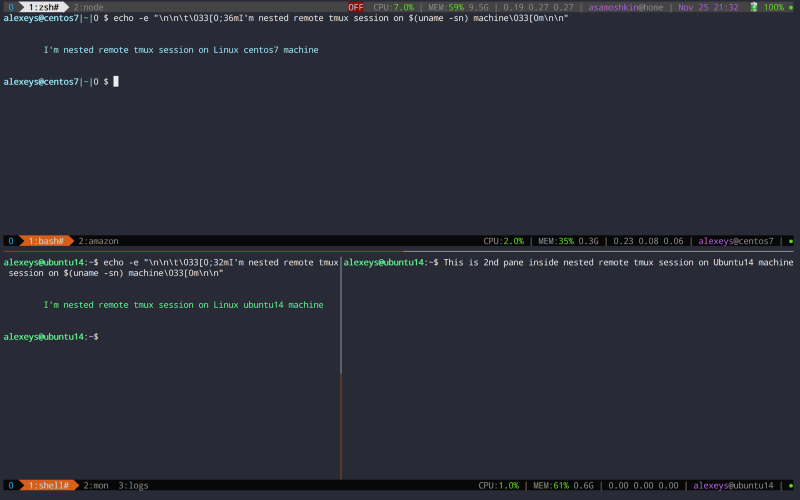 0 1:zsh# 2:node OFF CPU:7.0% | MEM:59% 9.5G | 0.19 0.27 0.27 | asamoshkin@home | Nov 25 21:32 100%
alexeys@centos7|~|0 $ echo -e "\n\n\t\033[0;36mI'm nested remote tmux session on $(uname -sn) machine\033[0m\n\n"
I'm nested remote tmux session on Linux centos7 machine
alexeys@centos7|~|0 $
0 1:bash# 2:amazon CPU:2.0% | MEM:35% 0.3G | 0.23 0.08 0.06 | alexeys@centos7 |
alexeys@ubuntu14:~$ echo -e "\n\n\t\033[0;32mI'm nested remote tmux
session on $(uname -sn) machine\033[0m\n\n"
I'm nested remote tmux session on Linux ubuntu14 machine
alexeys@ubuntu14:~$
alexeys@ubuntu14:~$ This is 2nd pane inside nested remote tmux session on Ubuntu14 machine
0 1:shell# 2:mon 3:logs CPU:1.0% | MEM:61% 0.6G | 0.00 0.00 0.00 | alexeys@ubuntu14 |